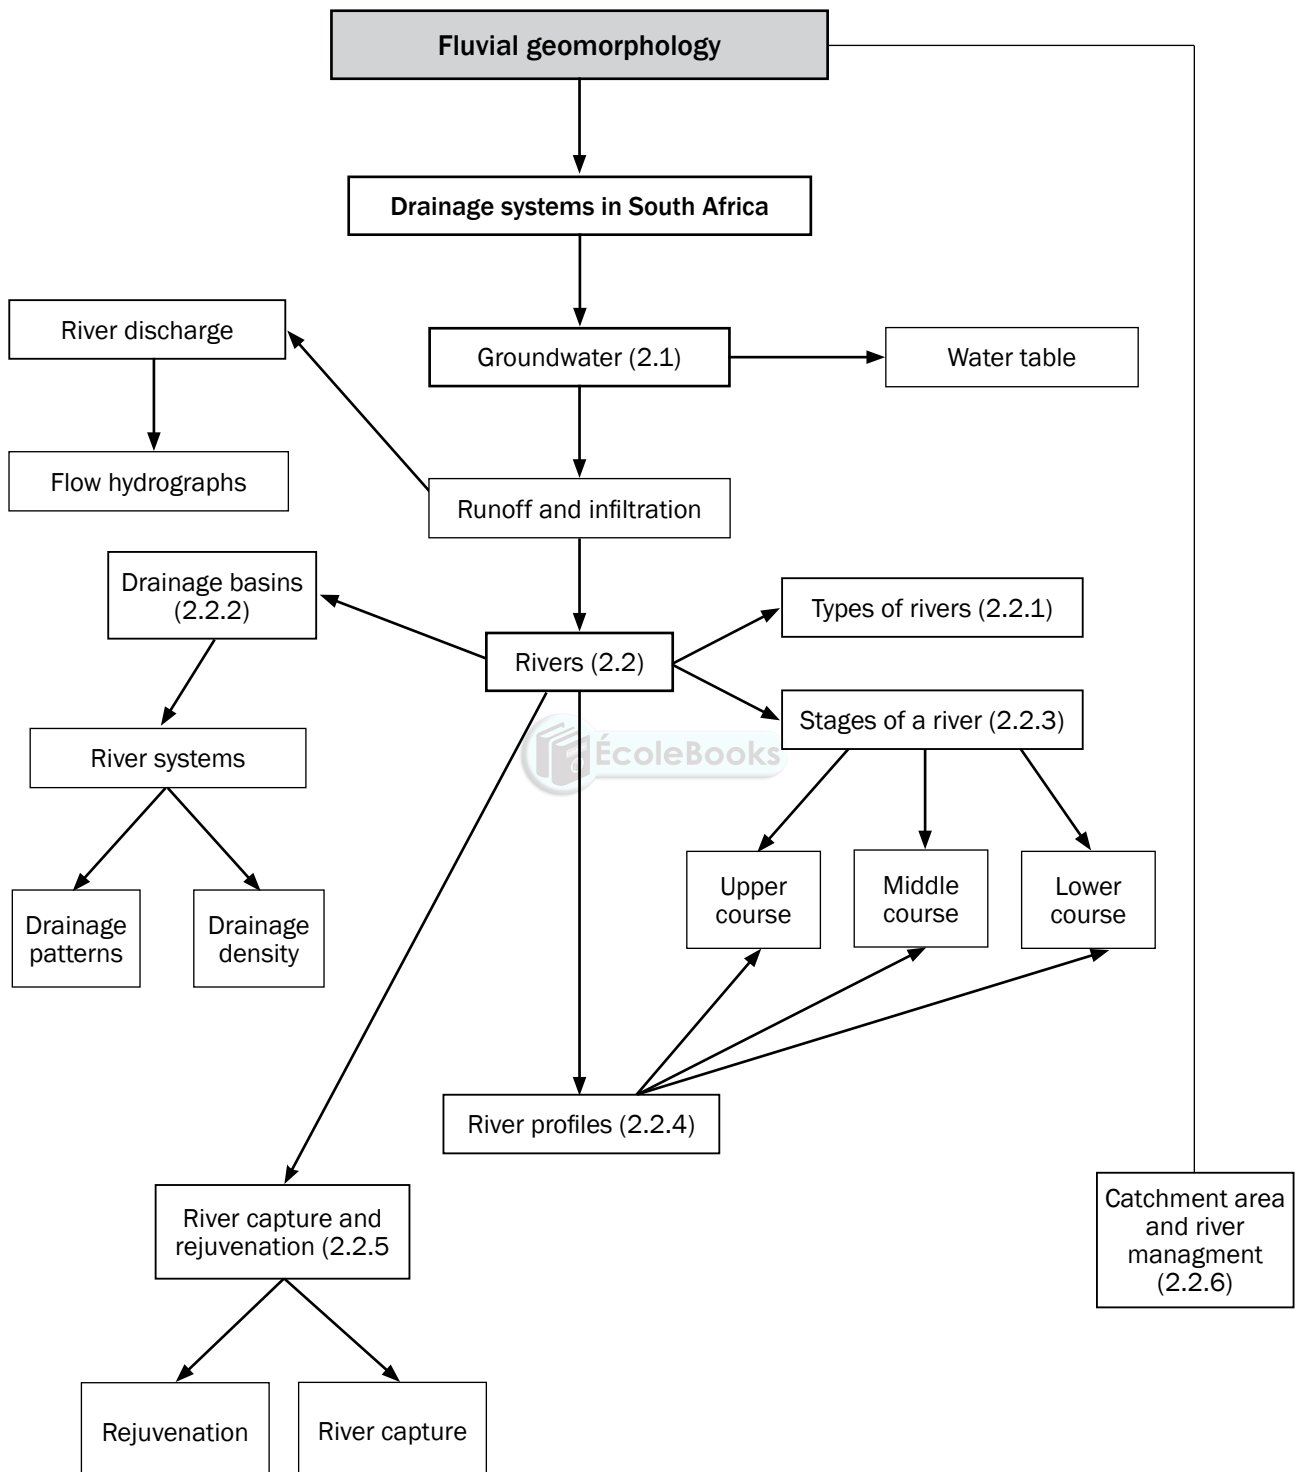 Fluvial geomorphology
Drainage systems in South Africa
River discharge
Groundwater (2.1)
Water table
Flow hydrographs
Runoff and infiltration
Drainage basins
(2.2.2)
Types of rivers (2.2.1)
Rivers (2.2)
Stages of a river (2.2.3)
River systems
ÉcoleBooks
Upper
course
Middle
course
Lower
course
Drainage
patterns
Drainage
density
River profiles (2.2.4)
River capture and
rejuvenation (2.2.5
Catchment area
and river
managment
(2.2.6)
Rejuvenation
River capture